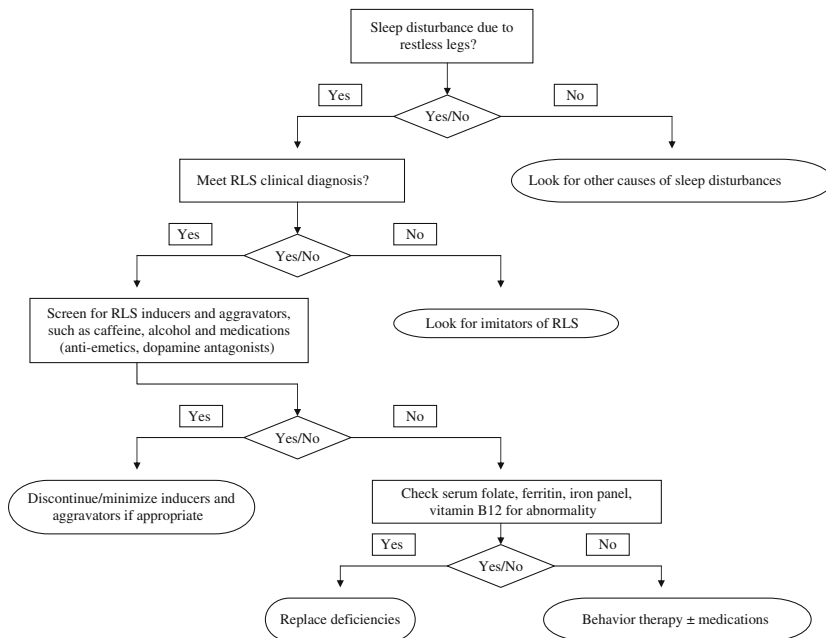 Sleep disturbance due to
restless legs?
Yes
No
Yes/No
Meet RLS clinical diagnosis?
Look for other causes of sleep disturbances
Yes
No
Yes/No
Screen for RLS inducers and aggravators,
such as caffeine, alcohol and medications
(anti-emetics, dopamine antagonists)
Look for imitators of RLS
Yes
No
Yes/No
Discontinue/minimize inducers and
aggravators if appropriate
Check serum folate, ferritin, iron panel,
vitamin B12 for abnormality
Yes
No
Yes/No
Replace deficiencies
Behavior therapy ± medications